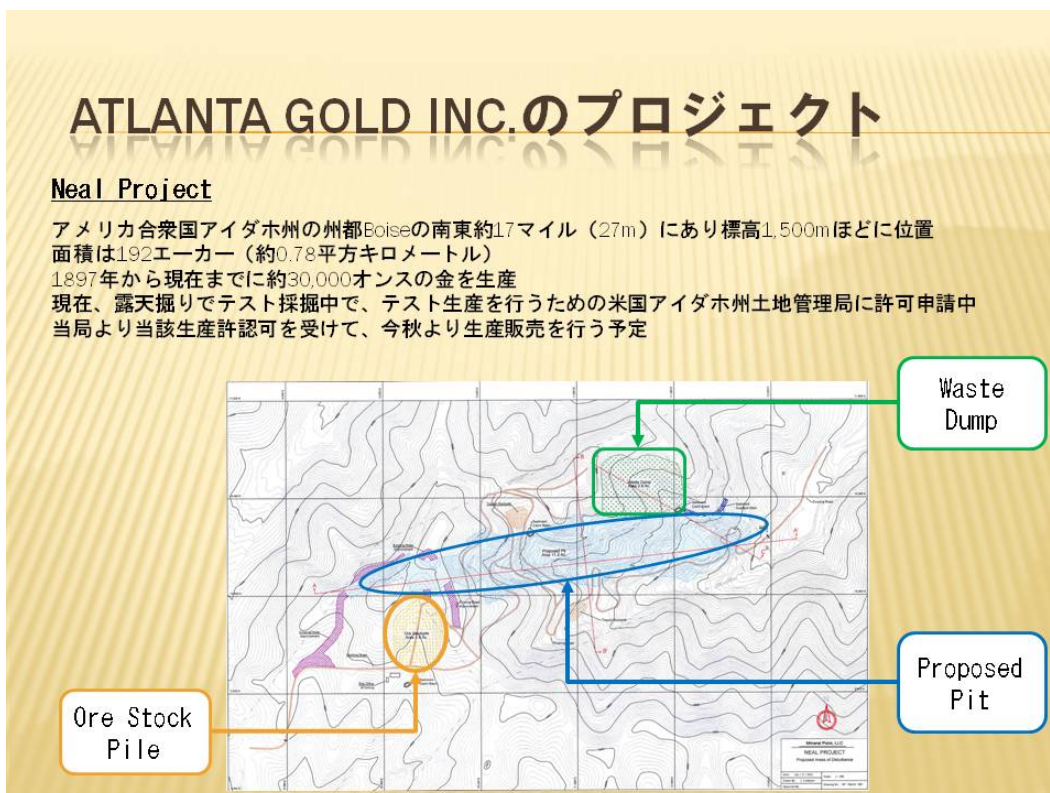 ATLANTA GOLD INC.のプロジェクト
Neal Project
アメリカ合衆国アイダホ州の州都Boiseの南東約17マイル（27m）にあり標高1,500mほどに位置
面積は192エーカー（約0.78平方キロメートル）
1897年から現在までに約30,000オンスの金を生産
現在、露天掘りでテスト採掘中で、テスト生産を行うための米国アイダホ州土地管理局に許可申請中
当局より当該生産許認可を受けて、今秋より生産販売を行う予定
Waste
Dump
Proposed
Pit
Ore Stock
Pile
Mineral Point, LLC
NEAL PROJECT
Proposed Areas of Disturbance